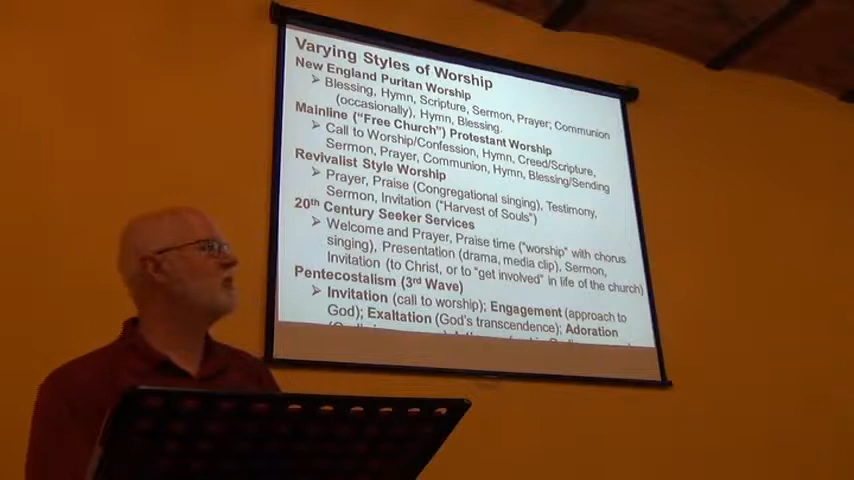 Varying Styles of Worship
New England Puritan Worship
➢ Blessing, Hymn, Scripture, Sermon, Prayer; Communion
(occasionally), Hymn, Blessing.
Mainline ("Free Church") Protestant Worship
➢ Call to Worship/Confession, Hymn, Creed/Scripture,
Sermon, Prayer, Communion, Hymn, Blessing/Sending
Revivalist Style Worship
➢ Prayer, Praise (Congregational singing), Testimony,
Sermon, Invitation ("Harvest of Souls")
20th Century Seeker Services
➢ Welcome and Prayer, Praise time ("worship" with chorus
singing), Presentation (drama, media clip), Sermon,
Invitation (to Christ, or to "get involved" in life of the church)
Pentecostalism (3rd Wave)
➢ Invitation (call to worship); Engagement (approach to
God); Exaltation (God's transcendence); Adoration